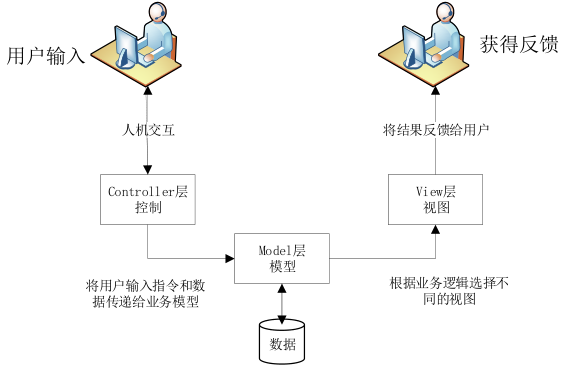 用户输入
获得反馈
人机交互
将结果反馈给用户
Controller层
控制
View层
视图
Model层
模型
将用户输入指令和数
据传递给业务模型
根据业务逻辑选择不
同的视图
数据